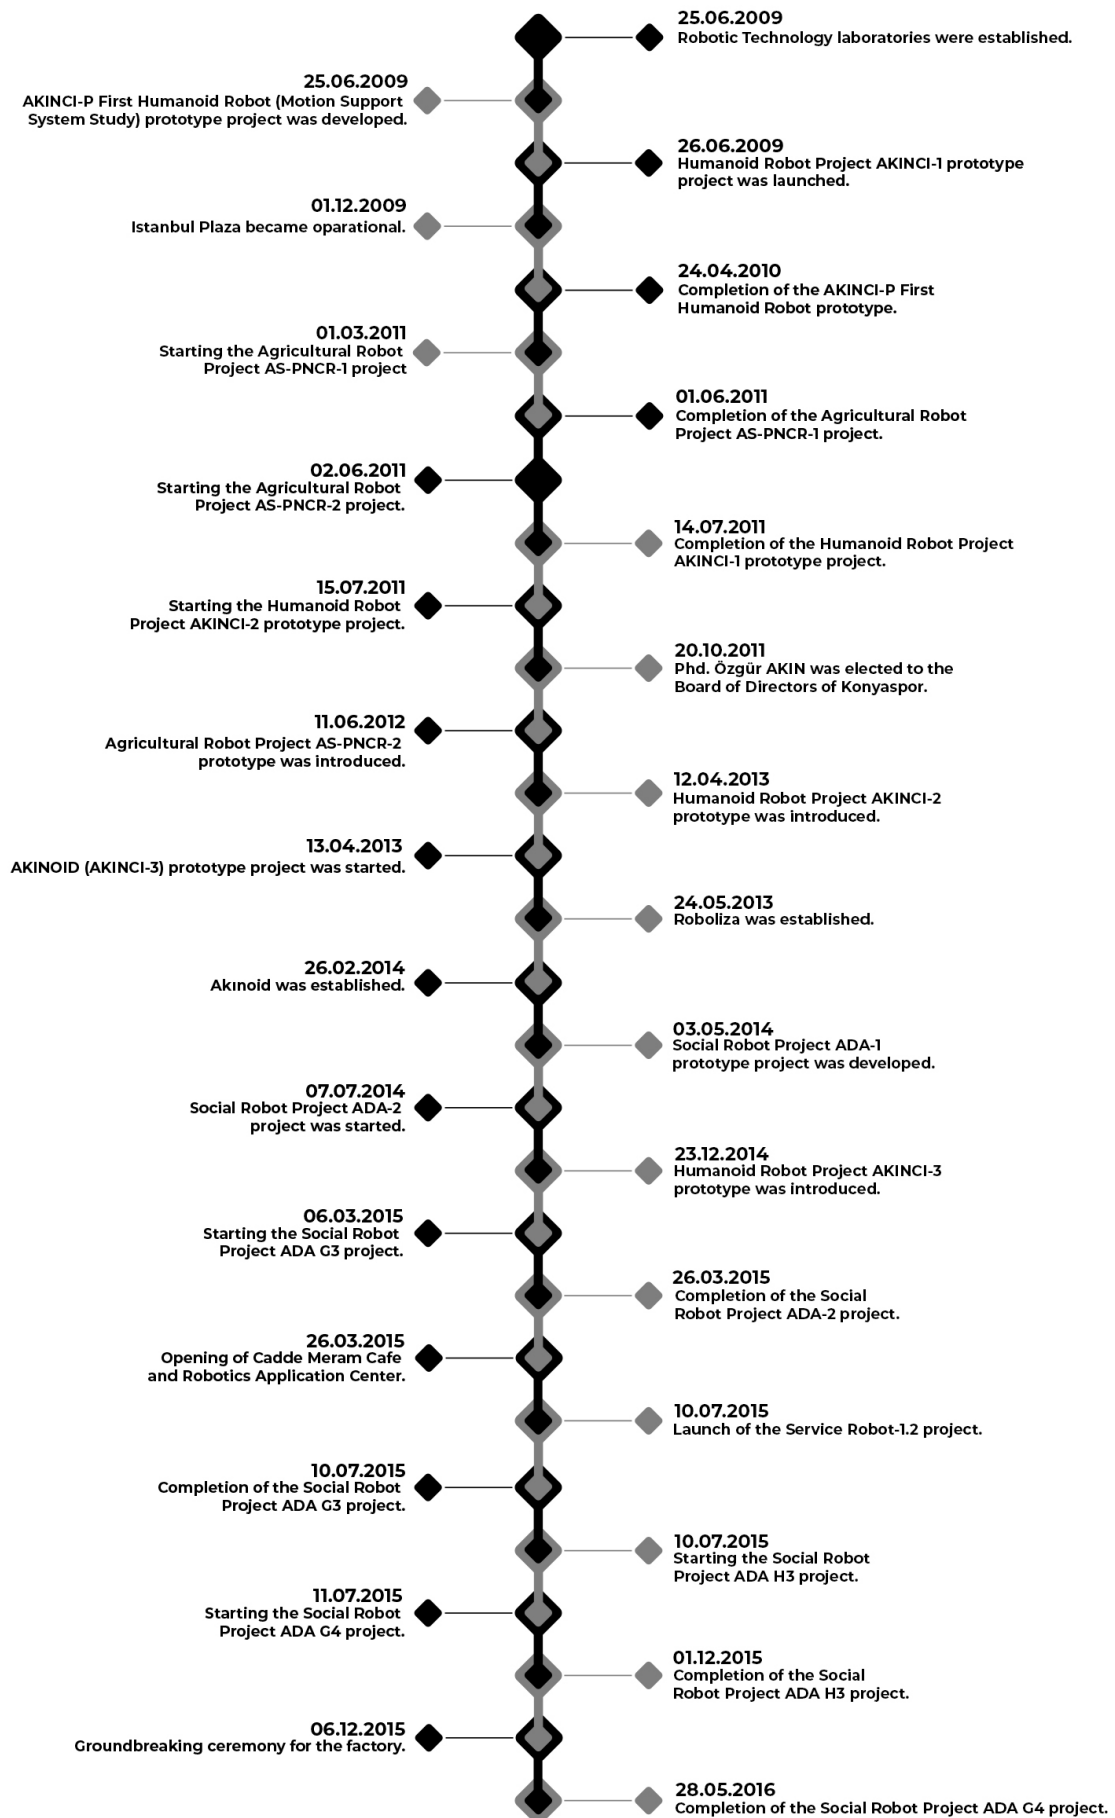 25.06.2009
Robotic Technology laboratories were established.
25.06.2009
AKINCI-P First Humanoid Robot (Motion Support
System Study) prototype project was developed.
26.06.2009
Humanoid Robot Project AKINCI-1 prototype
project was launched.
01.12.2009
Istanbul Plaza became oparational.
24.04.2010
Completion of the AKINCI-P First
Humanoid Robot prototype.
01.03.2011
Starting the Agricultural Robot
Project AS-PNCR-1 project
01.06.2011
Completion of the Agricultural Robot
Project AS-PNCR-1 project.
02.06.2011
Starting the Agricultural Robot
Project AS-PNCR-2 project.
14.07.2011
Completion of the Humanoid Robot Project
AKINCI-1 prototype project.
15.07.2011
Starting the Humanoid Robot
Project AKINCI-2 prototype project.
20.10.2011
Phd. Özgür AKIN was elected to the
Board of Directors of Konyaspor.
11.06.2012
Agricultural Robot Project AS-PNCR-2
prototype was introduced.
12.04.2013
Humanoid Robot Project AKINCI-2
prototype was introduced.
13.04.2013
AKINOID (AKINCI-3) prototype project was started.
24.05.2013
Roboliza was established.
26.02.2014
Akınoid was established.
03.05.2014
Social Robot Project ADA-1
prototype project was developed.
07.07.2014
Social Robot Project ADA-2
project was started.
23.12.2014
Humanoid Robot Project AKINCI-3
prototype was introduced.
06.03.2015
Starting the Social Robot
Project ADA G3 project.
26.03.2015
Completion of the Social
Robot Project ADA-2 project.
26.03.2015
Opening of Cadde Meram Cafe
and Robotics Application Center.
10.07.2015
Launch of the Service Robot-1.2 project.
10.07.2015
Completion of the Social Robot
Project ADA G3 project.
10.07.2015
Starting the Social Robot
Project ADA H3 project.
11.07.2015
Starting the Social Robot
Project ADA G4 project.
01.12.2015
Completion of the Social
Robot Project ADA H3 project.
06.12.2015
Groundbreaking ceremony for the factory.
28.05.2016
Completion of the Social Robot Project ADA G4 project.